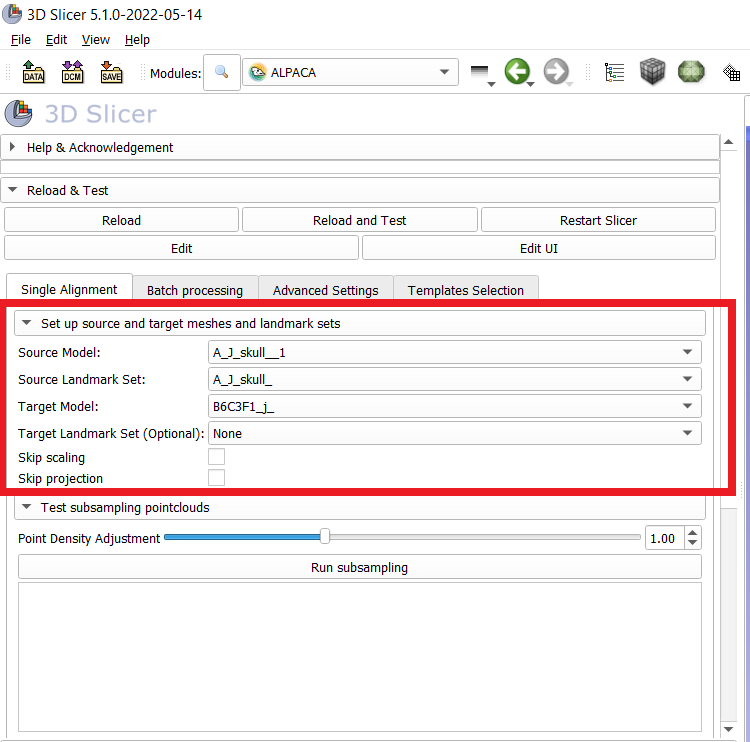 3D Slicer 5.1.0-2022-05-14
File Edit View Help
DATA DCM SAVE Modules: ALPACA
3D Slicer
Help & Acknowledgement
Reload & Test
Reload Reload and Test Restart Slicer
Edit Edit UI
Single Alignment Batch processing Advanced Settings Templates Selection
Set up source and target meshes and landmark sets
Source Model: A_J_skull__1
Source Landmark Set: A_J_skull_
Target Model: B6C3F1_j_
Target Landmark Set (Optional): None
Skip scaling
Skip projection
Test subsampling pointclouds
Point Density Adjustment 1.00
Run subsampling